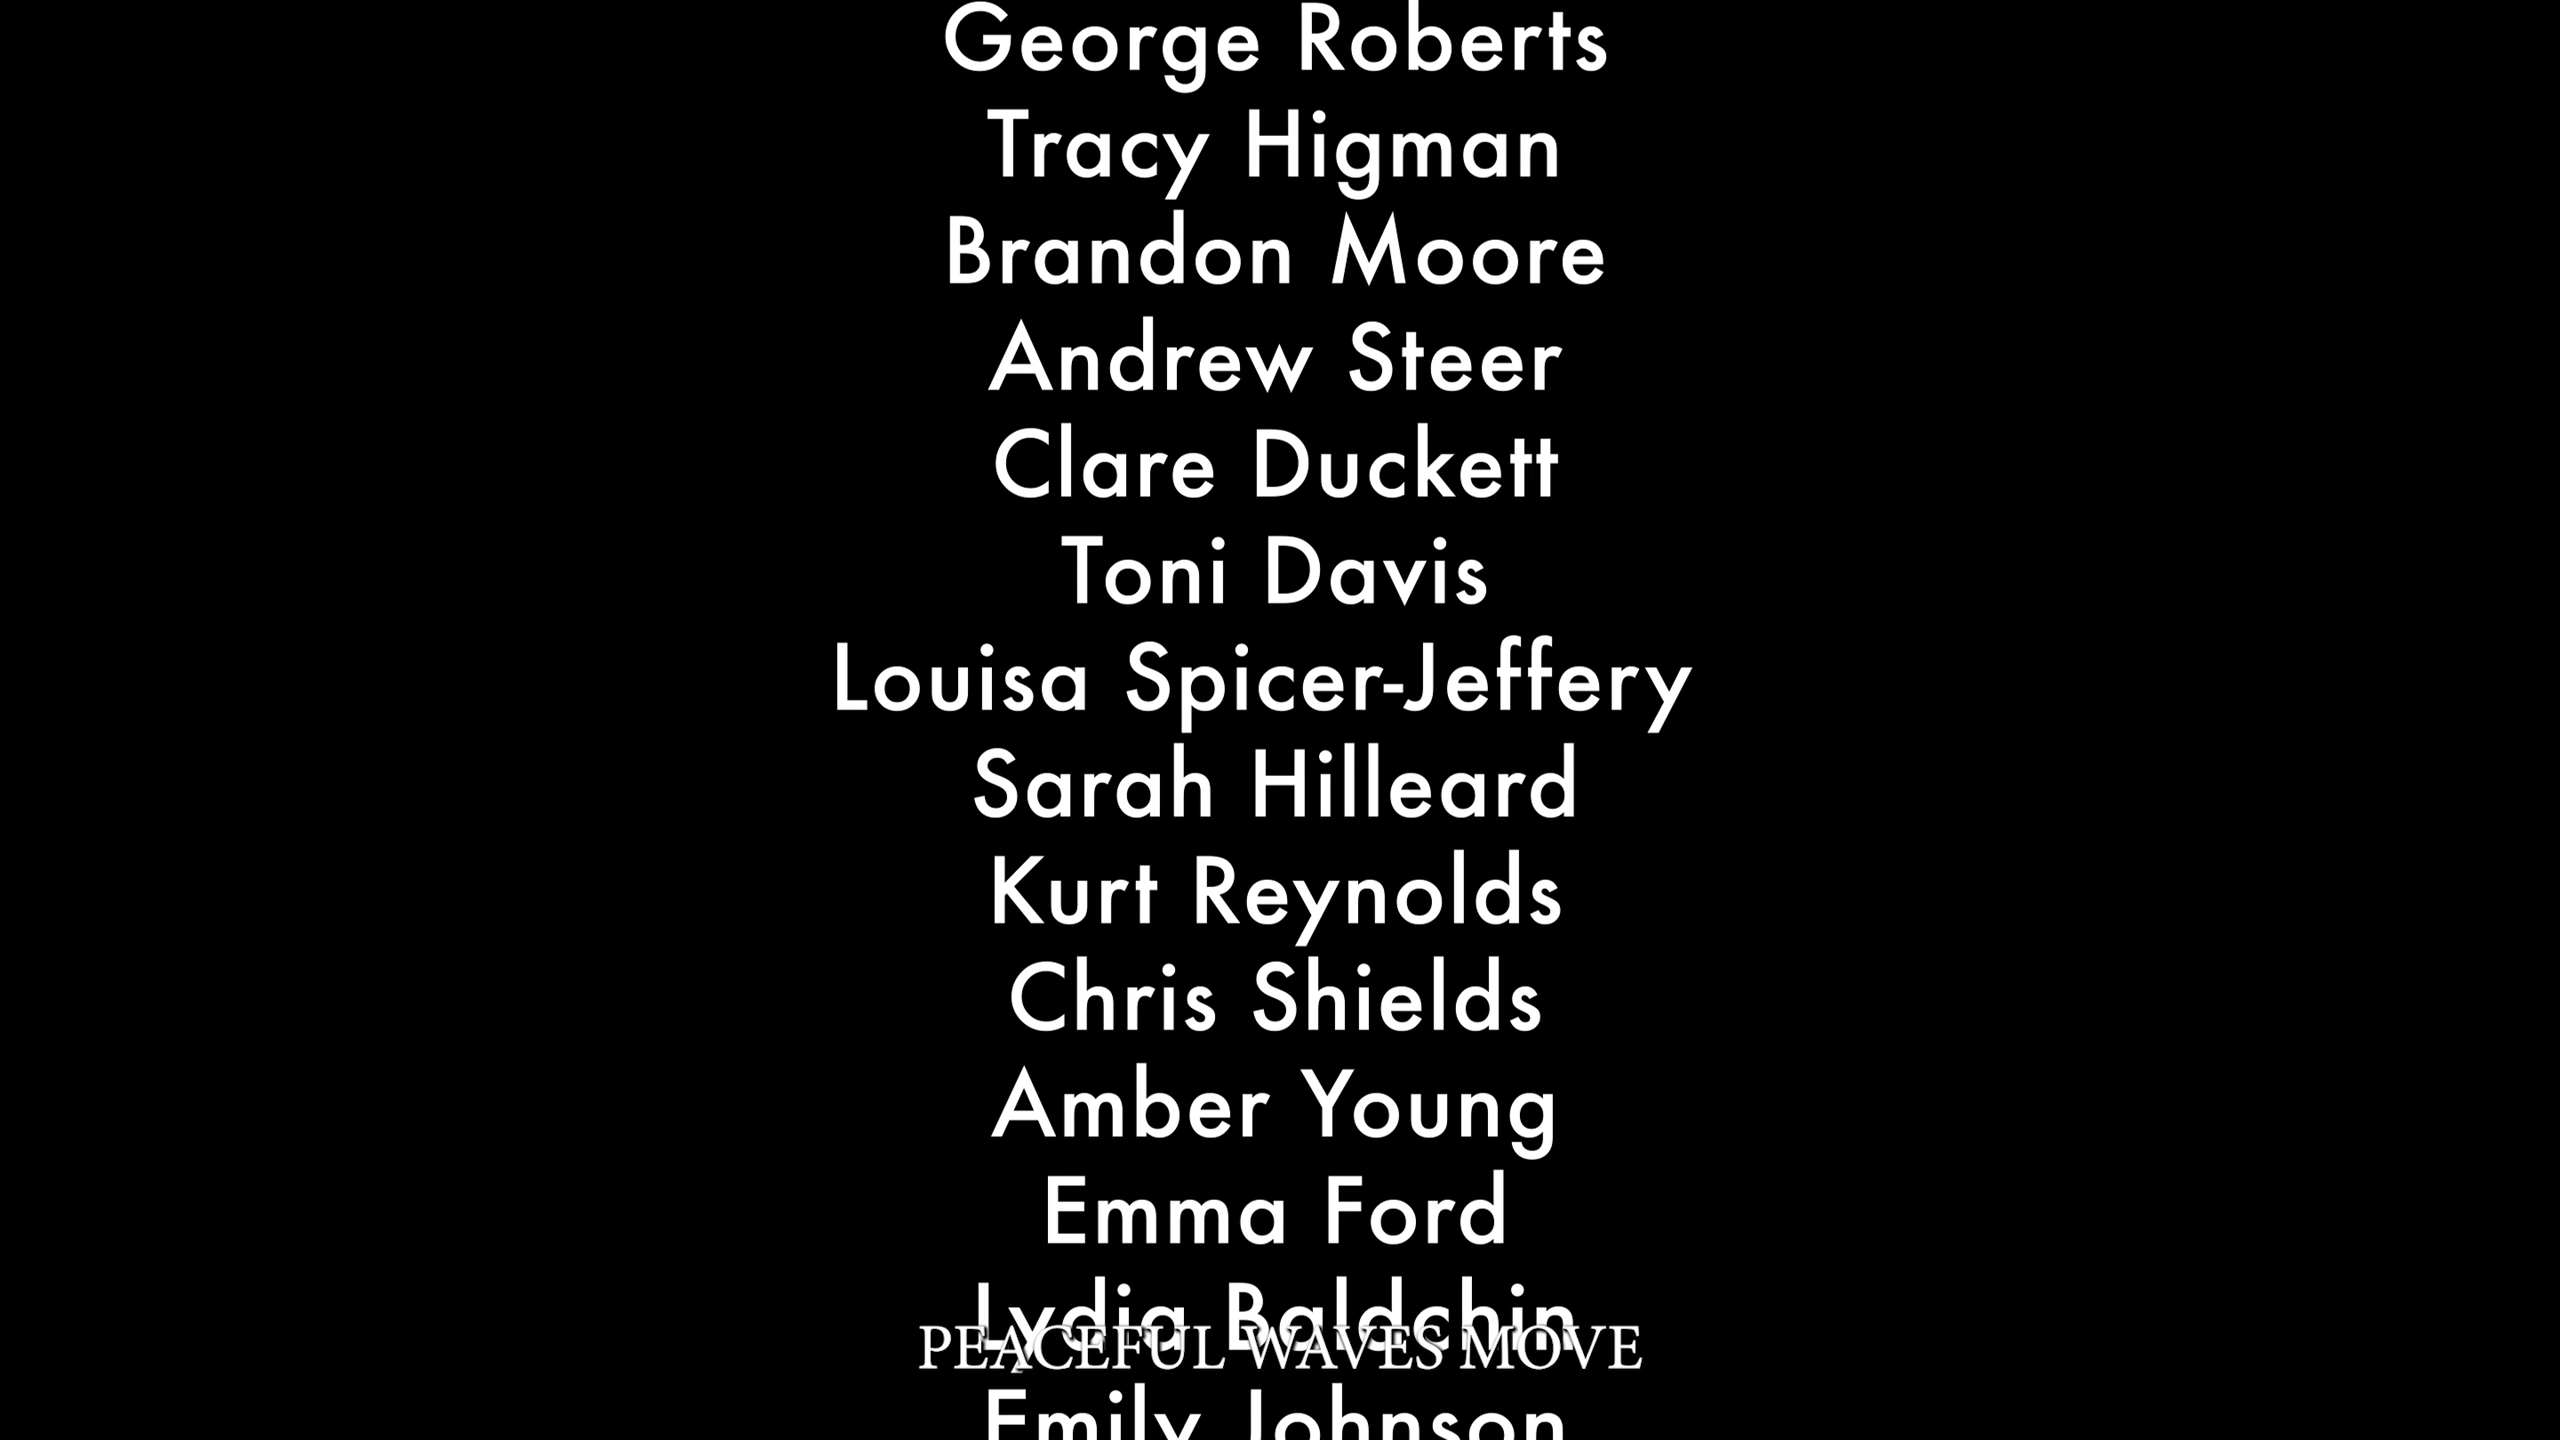 George Roberts
Tracy Higman
Brandon Moore
Andrew Steer
Clare Duckett
Toni Davis
Louisa Spicer-Jeffery
Sarah Hilleard
Kurt Reynolds
Chris Shields
Amber Young
Emma Ford
Lydia Baldchin
PEACEFUL WAVES MOVE
Emily Johnson